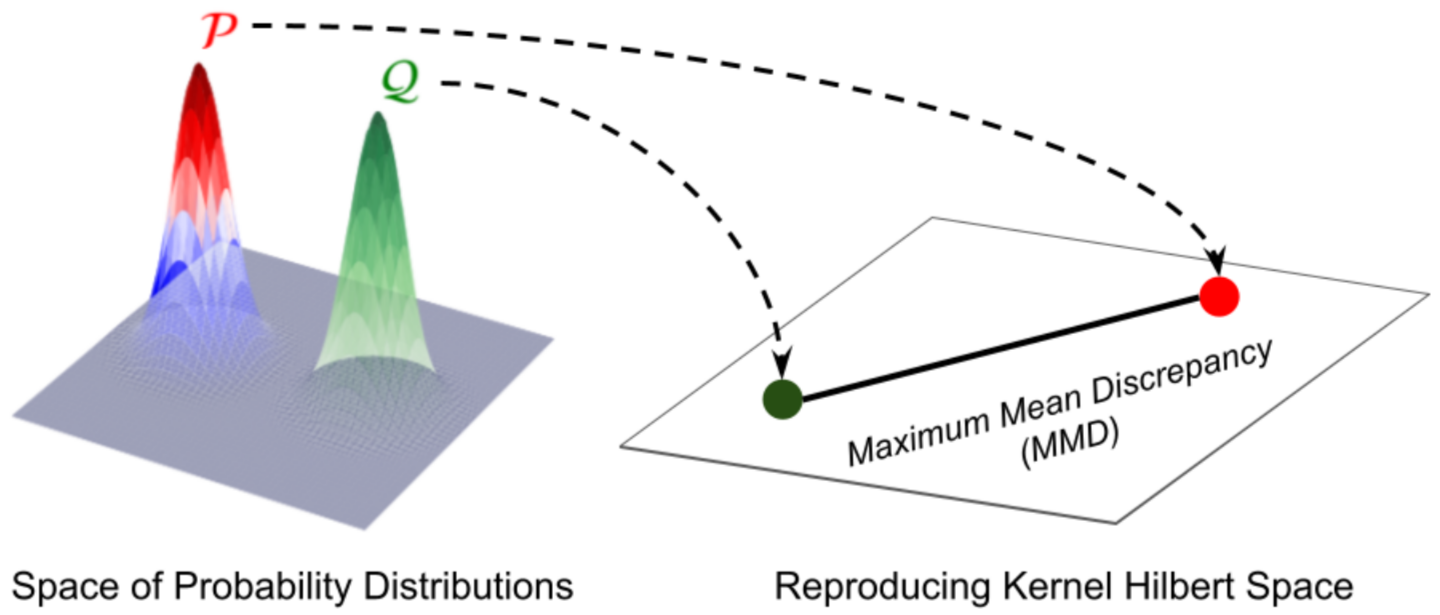 𝒫
𝒬
Maximum Mean Discrepancy
(MMD)
Space of Probability Distributions
Reproducing Kernel Hilbert Space